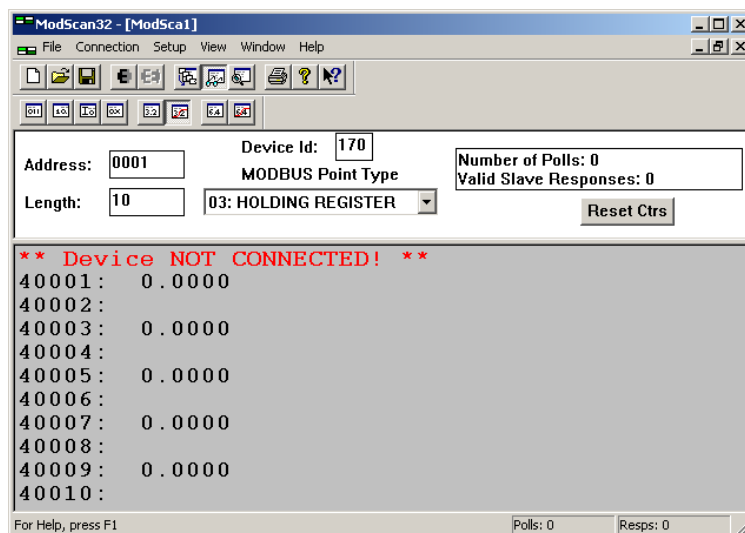 ModScan32 - [ModSca1]
File Connection Setup View Window Help
Address: 0001
Device Id: 170
MODBUS Point Type
Length: 10
03: HOLDING REGISTER
Number of Polls: 0
Valid Slave Responses: 0
Reset Ctrs
** Device NOT CONNECTED! **
40001: 0.0000
40002:
40003: 0.0000
40004:
40005: 0.0000
40006:
40007: 0.0000
40008:
40009: 0.0000
40010:
For Help, press F1
Polls: 0
Resps: 0